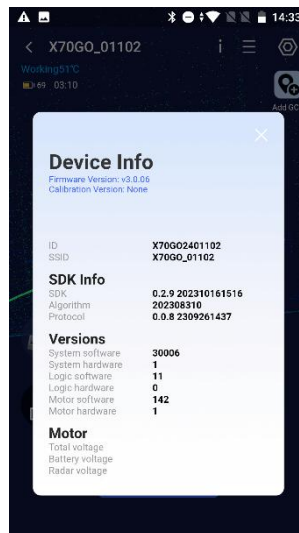 14:33
X70GO_01102
Working51°C
69 03:10
Add GC
Device Info
Firmware Version: v3.0.06
Calibration Version: None
ID X70GO2401102
SSID X70GO_01102
SDK Info
SDK 0.2.9 202310161516
Algorithm 202308310
Protocol 0.0.8 2309261437
Versions
System software 30006
System hardware 1
Logic software 11
Logic hardware 0
Motor software 142
Motor hardware 1
Motor
Total voltage
Battery voltage
Radar voltage